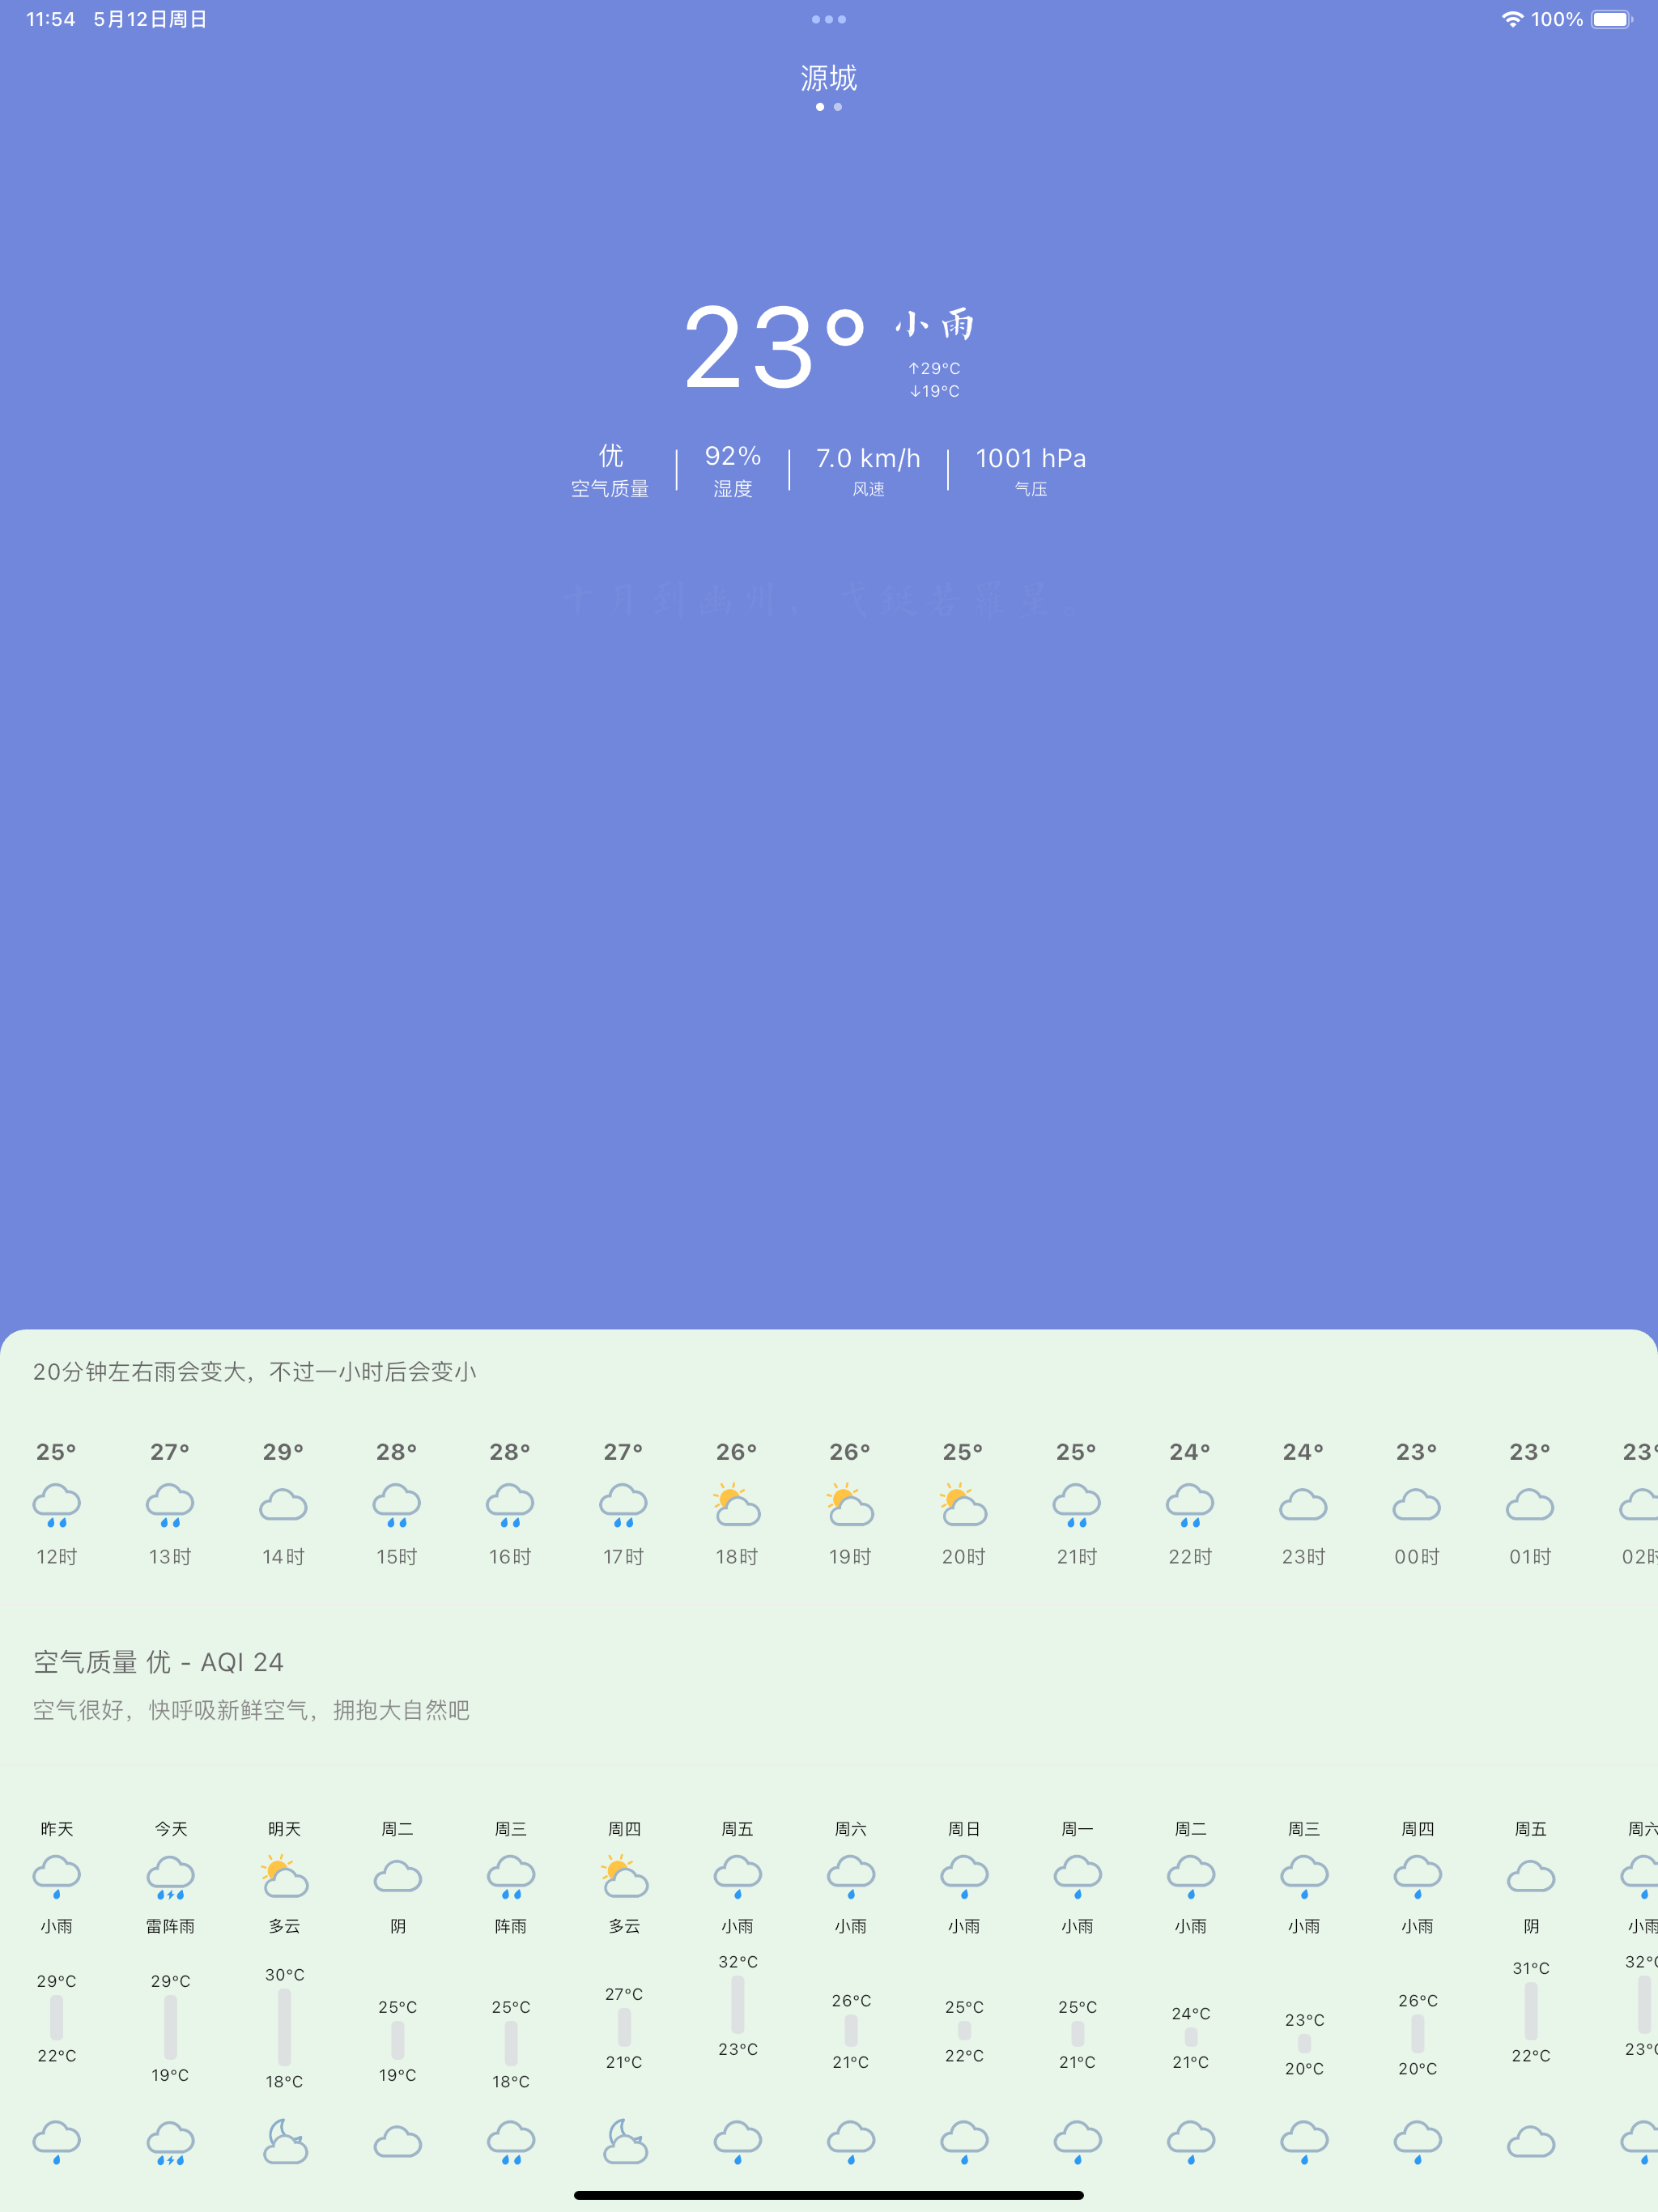 11:54 5月12日周日 100%
源城
23° 小雨
↑29°C
↓19°C
优 92% 7.0 km/h 1001 hPa
空气质量 湿度 风速 气压
十月到幽州，戈鋋若羅星。
20分钟左右雨会变大，不过一小时后会变小
25° 27° 29° 28° 28° 27° 26° 26° 25° 25° 24° 24° 23° 23° 23°
12时 13时 14时 15时 16时 17时 18时 19时 20时 21时 22时 23时 00时 01时 02时
空气质量 优 - AQI 24
空气很好，快呼吸新鲜空气，拥抱大自然吧
昨天 今天 明天 周二 周三 周四 周五 周六 周日 周一 周二 周三 周四 周五 周六
小雨 雷阵雨 多云 阴 阵雨 多云 小雨 小雨 小雨 小雨 小雨 小雨 小雨 阴 小雨
29°C 29°C 30°C 25°C 25°C 27°C 32°C 26°C 25°C 25°C 24°C 23°C 26°C 31°C 32°C
22°C 19°C 18°C 19°C 18°C 21°C 23°C 21°C 22°C 21°C 21°C 20°C 20°C 22°C 23°C